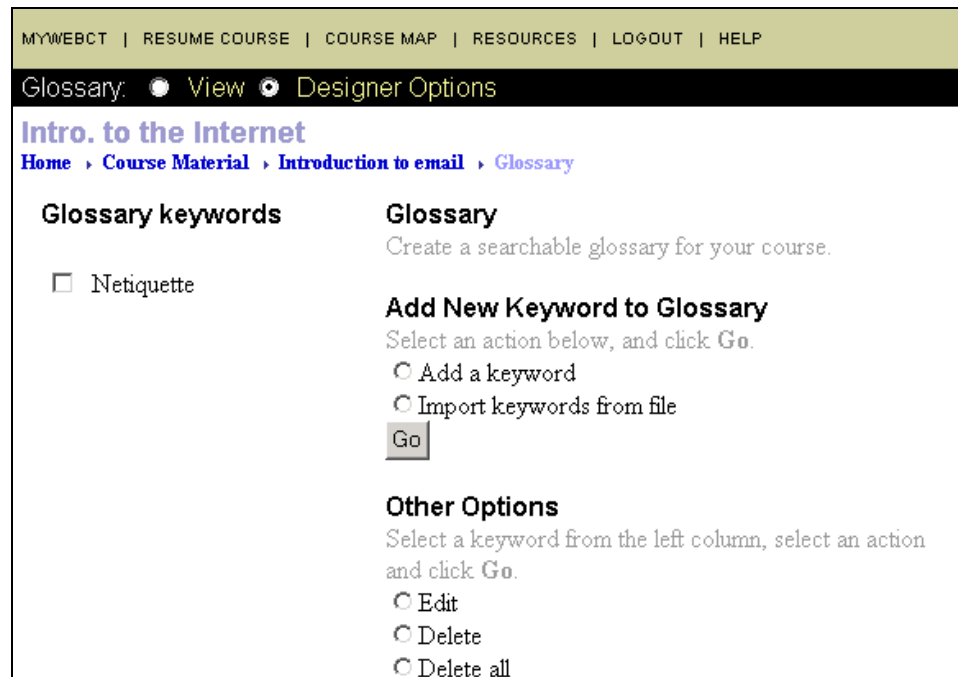 MYWEBCT | RESUME COURSE | COURSE MAP | RESOURCES | LOGOUT | HELP
Glossary: View Designer Options
Intro. to the Internet
Home › Course Material › Introduction to email › Glossary
Glossary keywords
Netiquette
Glossary
Create a searchable glossary for your course.
Add New Keyword to Glossary
Select an action below, and click Go.
Add a keyword
Import keywords from file
Go
Other Options
Select a keyword from the left column, select an action
and click Go.
Edit
Delete
Delete all